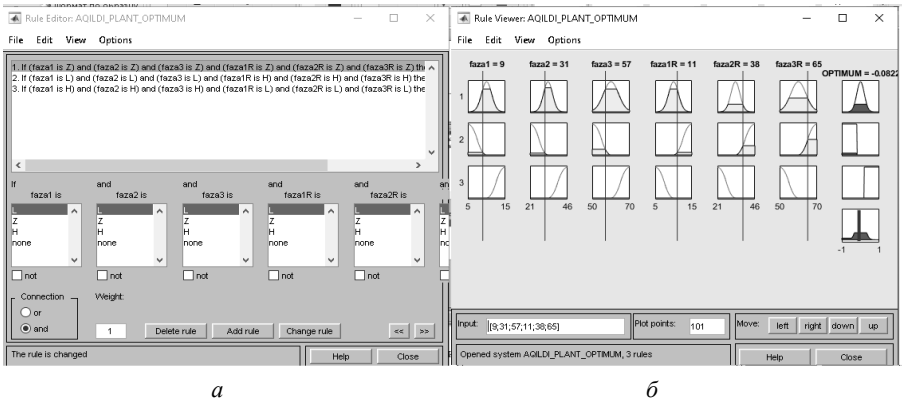 Rule Editor: AQILDI_PLANT_OPTIMUM
File Edit View Options
1. If (faza1 is Z) and (faza2 is Z) and (faza3 is Z) and (faza1R is Z) and (faza2R is Z) and (faza3R is Z) the
2. If (faza1 is L) and (faza2 is L) and (faza3 is L) and (faza1R is H) and (faza2R is H) and (faza3R is H) the
3. If (faza1 is H) and (faza2 is H) and (faza3 is H) and (faza1R is L) and (faza2R is L) and (faza3R is L) the
If and and and and an
faza1 is faza2 is faza3 is faza1R is faza2R is
L L L L L L
Z Z Z Z Z Z
H H H H H H
none none none none none no
not not not not not
Connection Weight:
or
and 1 Delete rule Add rule Change rule << >>
The rule is changed Help Close
а
Rule Viewer: AQILDI_PLANT_OPTIMUM
File Edit View Options
faza1 = 9 faza2 = 31 faza3 = 57 faza1R = 11 faza2R = 38 faza3R = 65
OPTIMUM = -0.0822
1
2
3
5 15 21 46 50 70 5 15 21 46 50 70
-1 1
Input: [9;31;57;11;38;65] Plot points: 101 Move: left right down up
Opened system AQILDI_PLANT_OPTIMUM, 3 rules Help Close
б